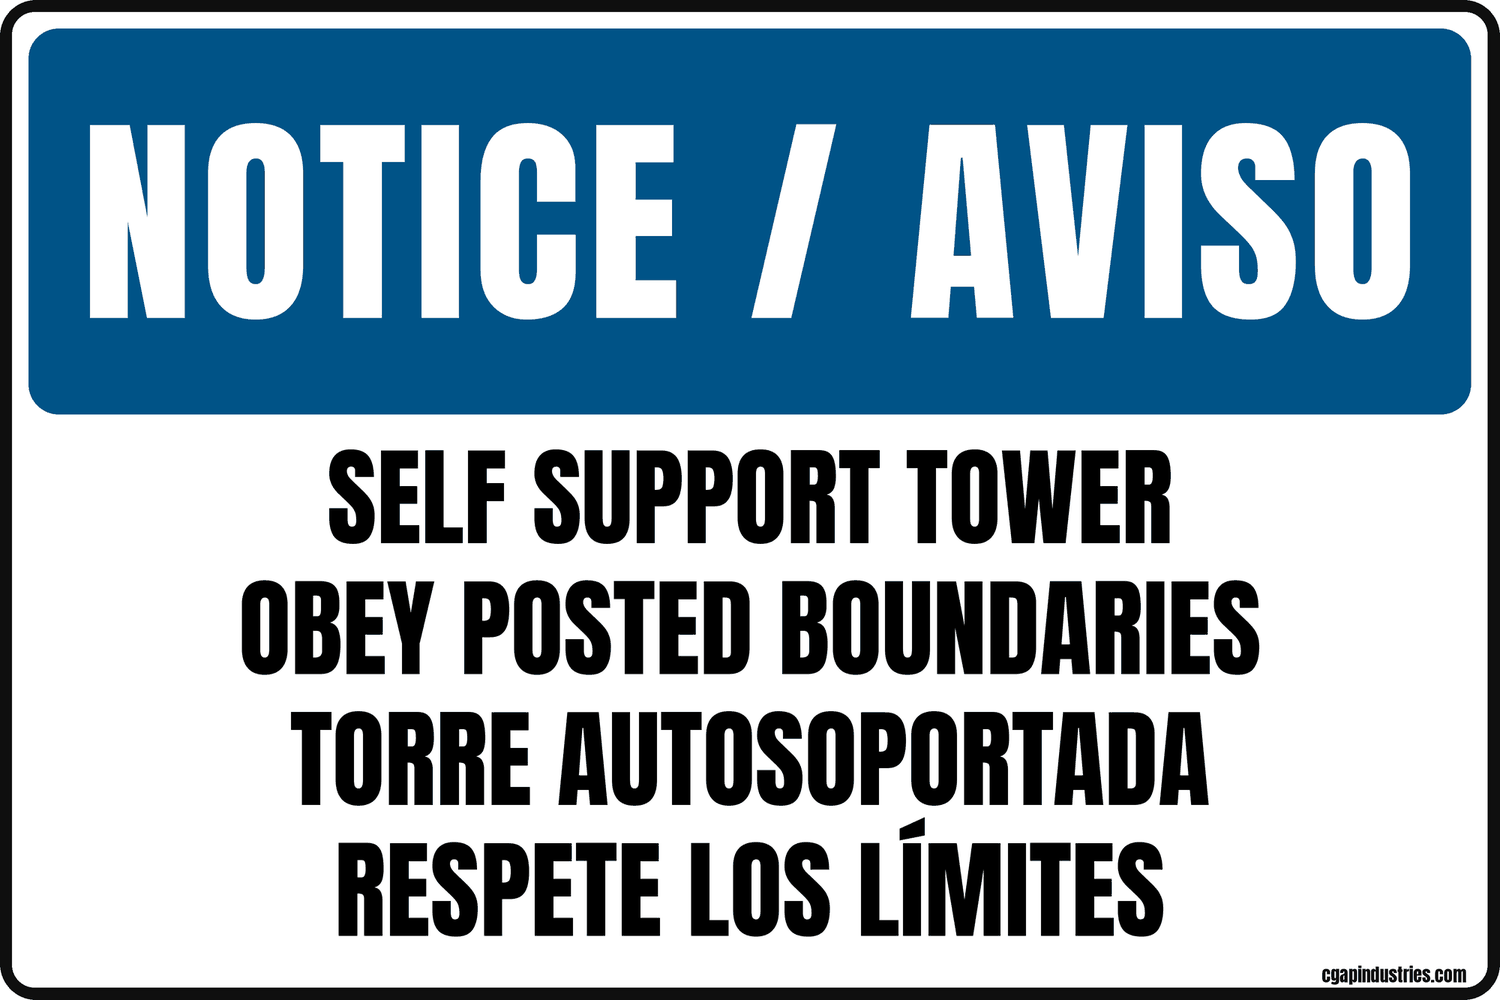 NOTICE / AVISO
SELF SUPPORT TOWER
OBEY POSTED BOUNDARIES
TORRE AUTOSOPORTADA
RESPETE LOS LÍMITES
cgapindustries.com